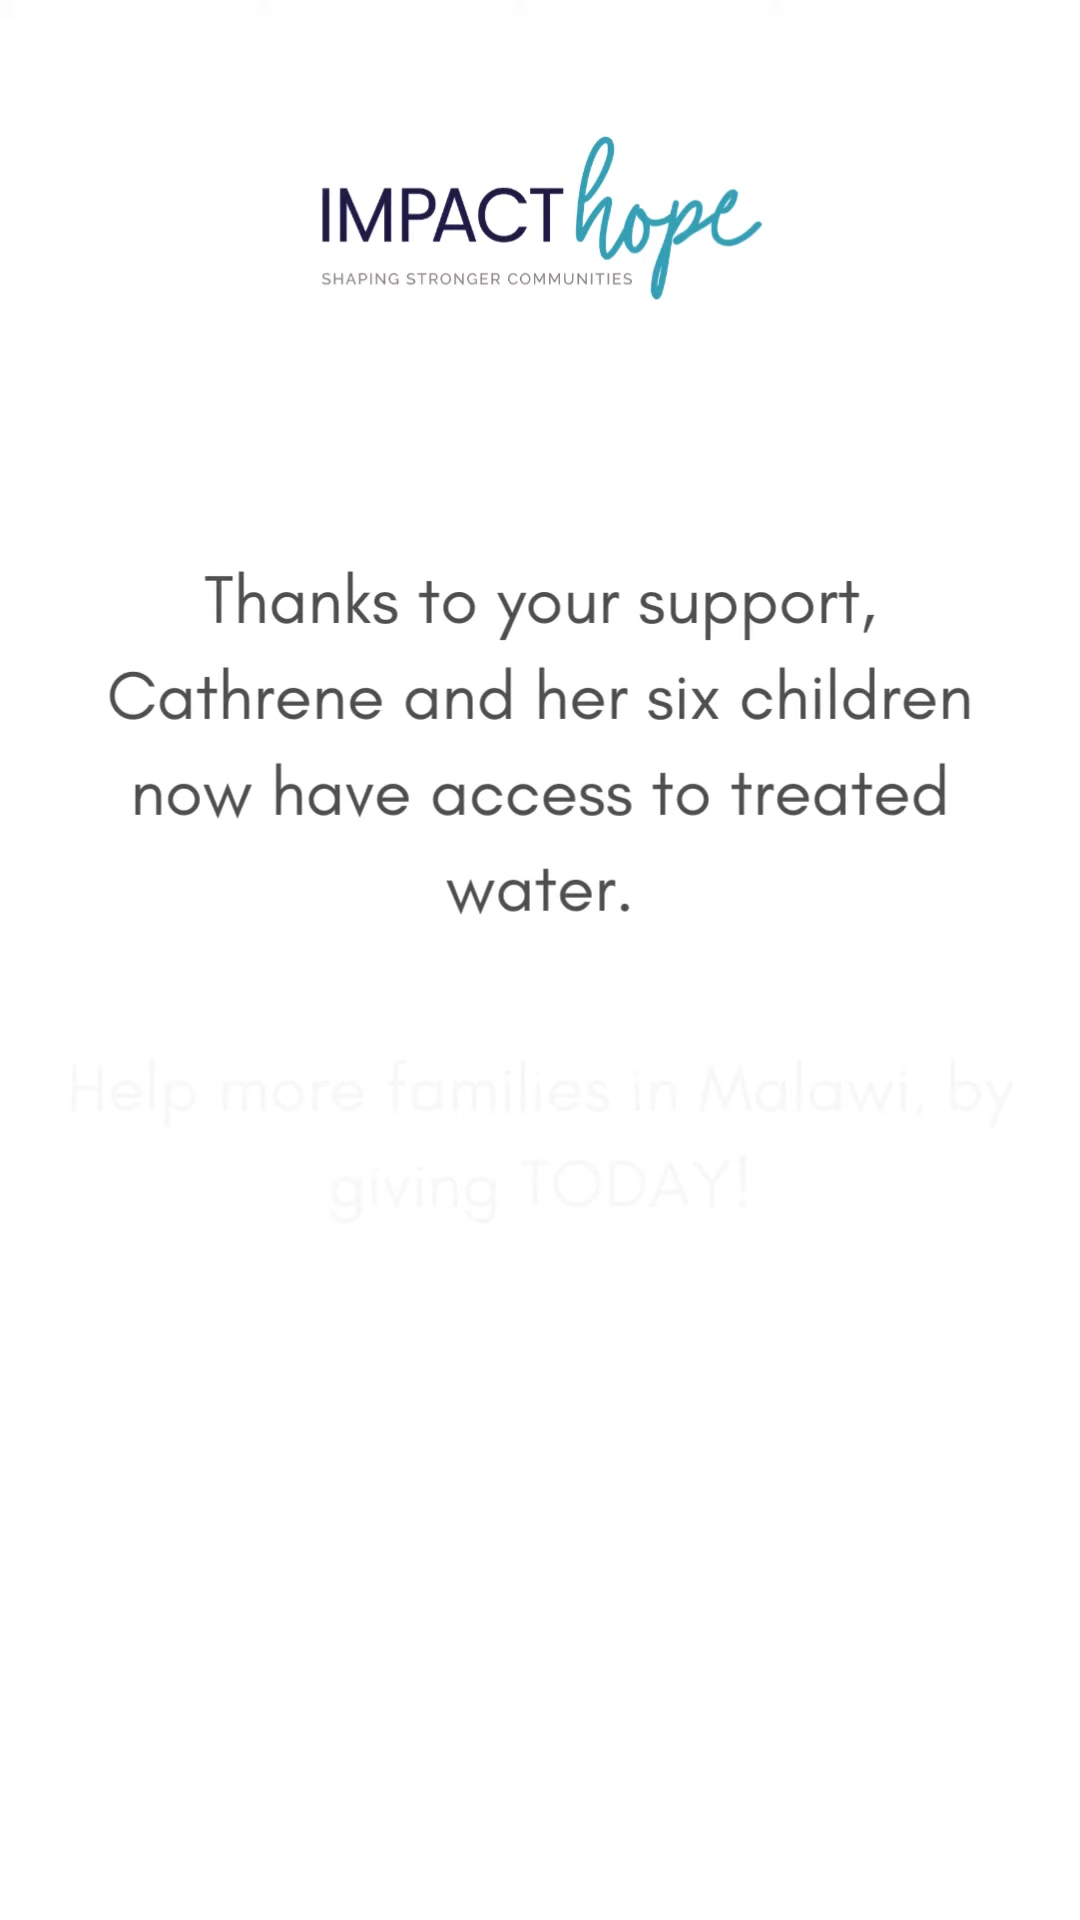 IMPACT hope
SHAPING STRONGER COMMUNITIES
Thanks to your support,
Cathrene and her six children
now have access to treated
water.
Help more families in Malawi, by
giving TODAY!